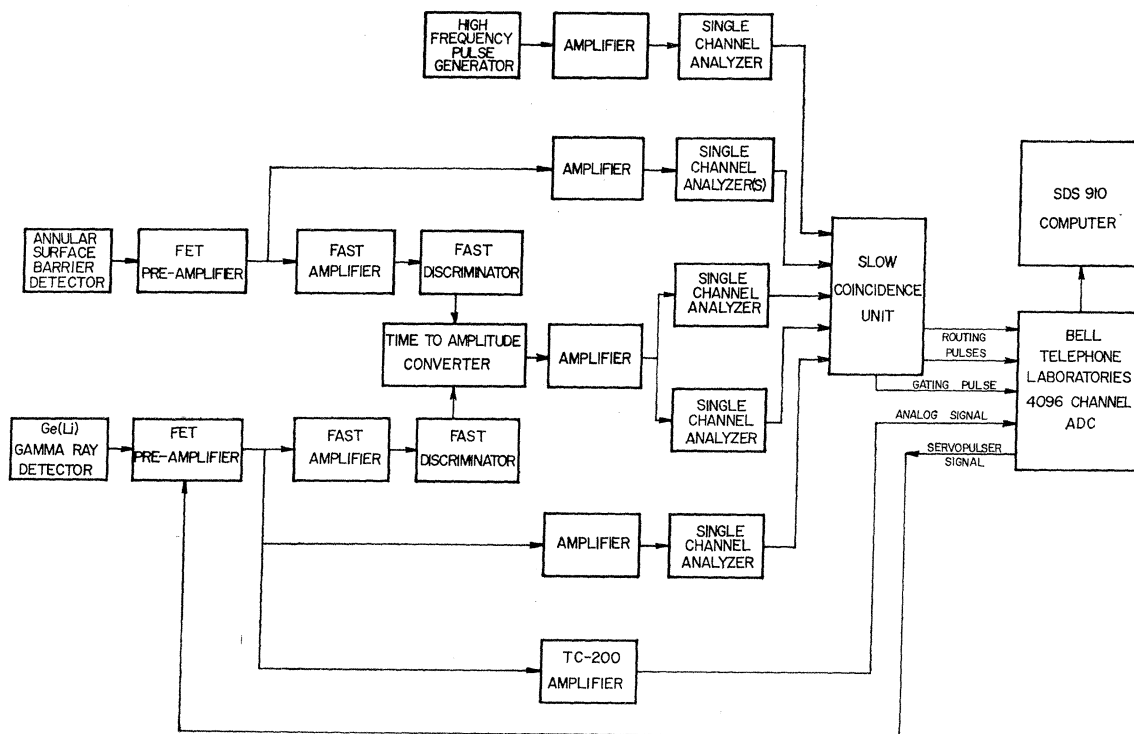 HIGH
FREQUENCY
PULSE
GENERATOR
AMPLIFIER
SINGLE
CHANNEL
ANALYZER
AMPLIFIER
SINGLE
CHANNEL
ANALYZER(S)
SDS 910
COMPUTER
ANNULAR
SURFACE
BARRIER
DETECTOR
FET
PRE-AMPLIFIER
FAST
AMPLIFIER
FAST
DISCRIMINATOR
SINGLE
CHANNEL
ANALYZER
SLOW
COINCIDENCE
UNIT
TIME TO AMPLITUDE
CONVERTER
AMPLIFIER
ROUTING
PULSES
GATING PULSE
ANALOG SIGNAL
SERVOPULSER
SIGNAL
BELL
TELEPHONE
LABORATORIES
4096 CHANNEL
ADC
SINGLE
CHANNEL
ANALYZER
Ge(Li)
GAMMA RAY
DETECTOR
FET
PRE-AMPLIFIER
FAST
AMPLIFIER
FAST
DISCRIMINATOR
AMPLIFIER
SINGLE
CHANNEL
ANALYZER
TC-200
AMPLIFIER